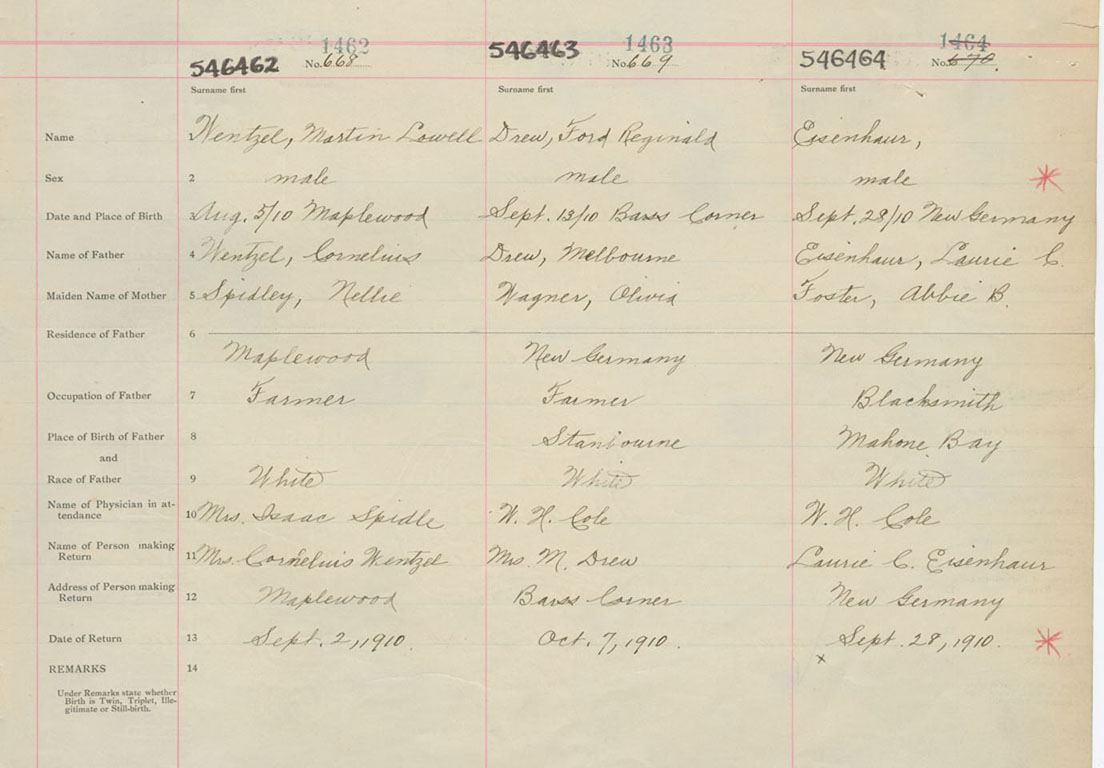 1462 1463 1464
546462 No. 668 546463 No. 669 546464 No. 670
Surname first Surname first Surname first
Name 1 Wentzel, Martin Lowell Drew, Ford Reginald Eisenhaur,
Sex 2 male male male
Date and Place of Birth 3 Aug. 5/10 Maplewood Sept. 13/10 Barss Corner Sept. 28/10 New Germany
Name of Father 4 Wentzel, Cornelius Drew, Melbourne Eisenhaur, Laurie C.
Maiden Name of Mother 5 Spidley, Nellie Wagner, Olivia Foster, Abbie B.
Residence of Father 6
Maplewood New Germany New Germany
Occupation of Father 7 Farmer Farmer Blacksmith
Place of Birth of Father 8 Stanbourne Mahone Bay
and
Race of Father 9 White White White
Name of Physician in at-
tendance 10 Mrs. Isaac Spidle W. H. Cole W. H. Cole
Name of Person making
Return 11 Mrs. Cornelius Wentzel Mrs. M. Drew Laurie C. Eisenhaur
Address of Person making
Return 12 Maplewood Barss Corner New Germany
Date of Return 13 Sept. 2, 1910. Oct. 7, 1910. Sept. 28, 1910.
x
REMARKS 14
Under Remarks state whether
Birth is Twin, Triplet, Ille-
gitimate or Still-birth.